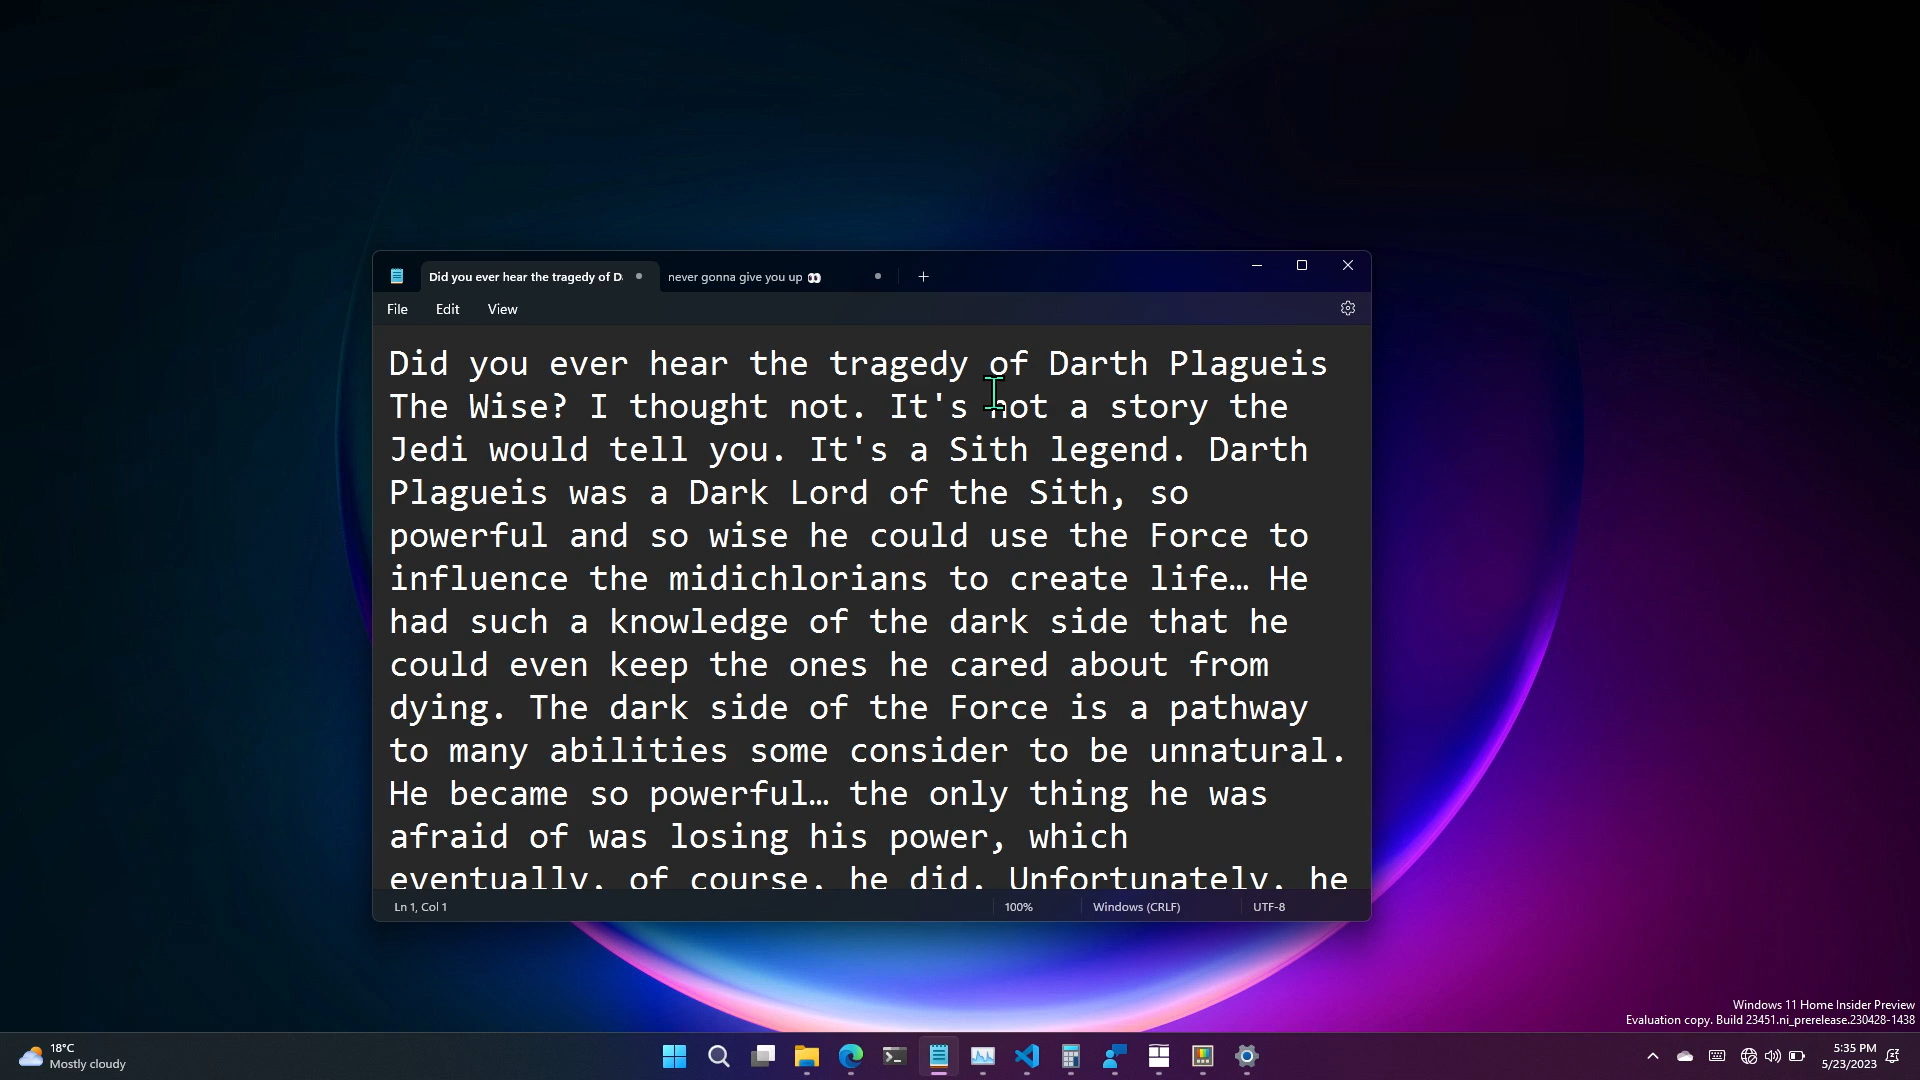 Did you ever hear the tragedy of D
never gonna give you up 👀
File Edit View
Did you ever hear the tragedy of Darth Plagueis
The Wise? I thought not. It's not a story the
Jedi would tell you. It's a Sith legend. Darth
Plagueis was a Dark Lord of the Sith, so
powerful and so wise he could use the Force to
influence the midichlorians to create life… He
had such a knowledge of the dark side that he
could even keep the ones he cared about from
dying. The dark side of the Force is a pathway
to many abilities some consider to be unnatural.
He became so powerful… the only thing he was
afraid of was losing his power, which
eventually, of course, he did. Unfortunately, he
Ln 1, Col 1
100%
Windows (CRLF)
UTF-8
Windows 11 Home Insider Preview
Evaluation copy. Build 23451.ni_prerelease.230428-1438
18°C
Mostly cloudy
5:35 PM
5/23/2023